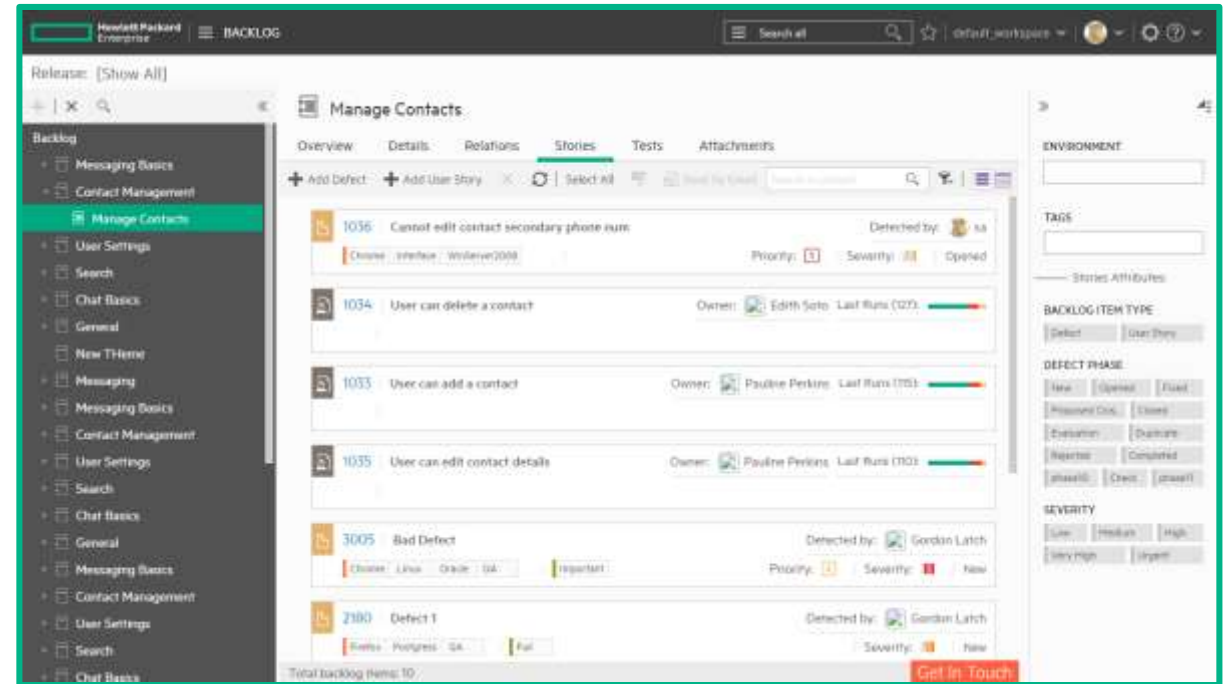 Hewlett Packard
Enterprise
BACKLOG
Search all
default_workspace
Release: [Show All]
Backlog
Messaging Basics
Contact Management
Manage Contacts
User Settings
Search
Chat Basics
General
New THeme
Messaging
Messaging Basics
Contact Management
User Settings
Search
Chat Basics
General
Messaging Basics
Contact Management
User Settings
Search
Chat Basics
Manage Contacts
Overview Details Relations Stories Tests Attachments
Add Defect Add User Story Select All
1036 Cannot edit contact secondary phone num Detected by: sa
Chrome Interface WinServer2008 Priority: Severity: Opened
1034 User can delete a contact Owner: Edith Soto Last Runs (127):
1033 User can add a contact Owner: Pauline Perkins Last Runs (115):
1035 User can edit contact details Owner: Pauline Perkins Last Runs (110):
3005 Bad Defect Detected by: Gordon Latch
Chrome Linux Oracle QA Important Priority: Severity: New
2180 Defect 1 Detected by: Gordon Latch
Firefox Postgress QA Severity: New
Total backlog items: 10
Get In Touch
ENVIRONMENT
TAGS
Stories Attributes
BACKLOG ITEM TYPE
Defect User Story
DEFECT PHASE
New Opened Fixed
Closed
Evaluation Duplicate
Rejected Completed
Check
SEVERITY
Low Medium High
Very High Urgent